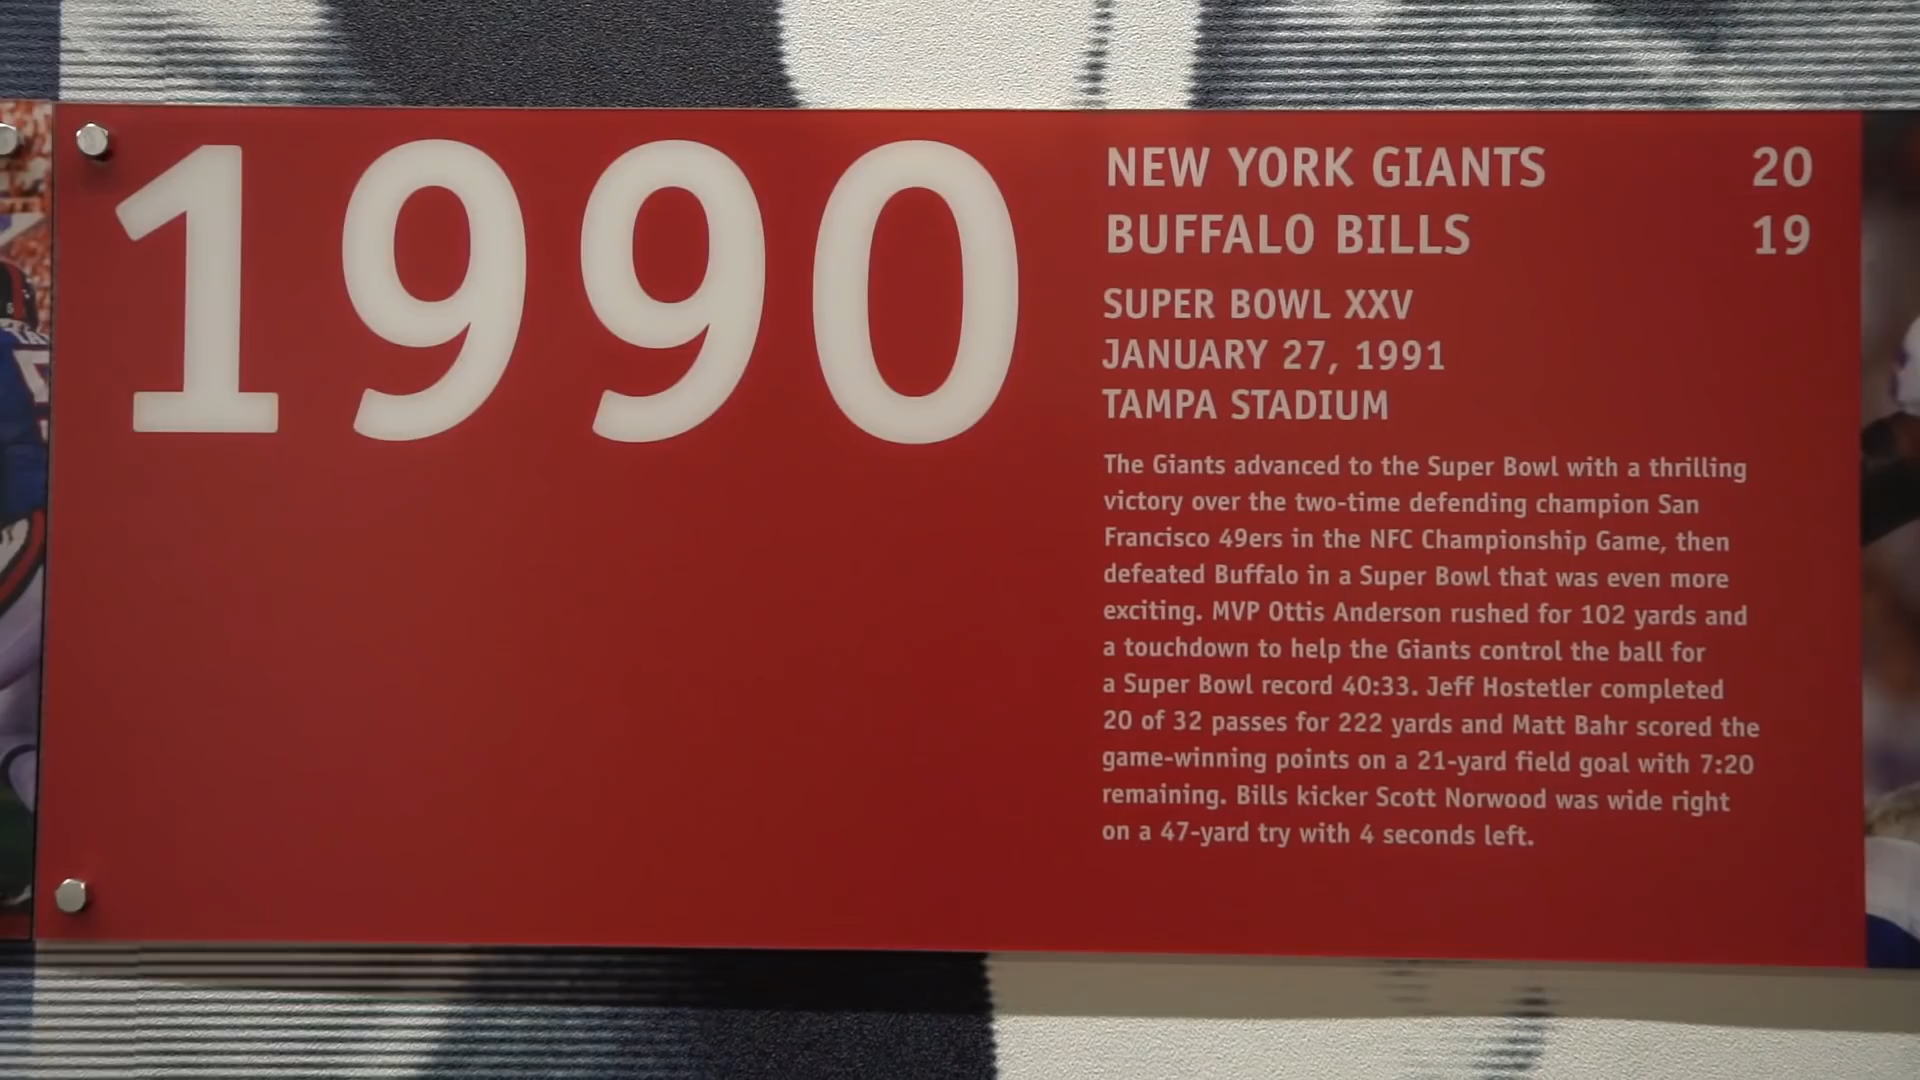 1990
NEW YORK GIANTS 20
BUFFALO BILLS 19
SUPER BOWL XXV
JANUARY 27, 1991
TAMPA STADIUM
The Giants advanced to the Super Bowl with a thrilling
victory over the two-time defending champion San
Francisco 49ers in the NFC Championship Game, then
defeated Buffalo in a Super Bowl that was even more
exciting. MVP Ottis Anderson rushed for 102 yards and
a touchdown to help the Giants control the ball for
a Super Bowl record 40:33. Jeff Hostetler completed
20 of 32 passes for 222 yards and Matt Bahr scored the
game-winning points on a 21-yard field goal with 7:20
remaining. Bills kicker Scott Norwood was wide right
on a 47-yard try with 4 seconds left.